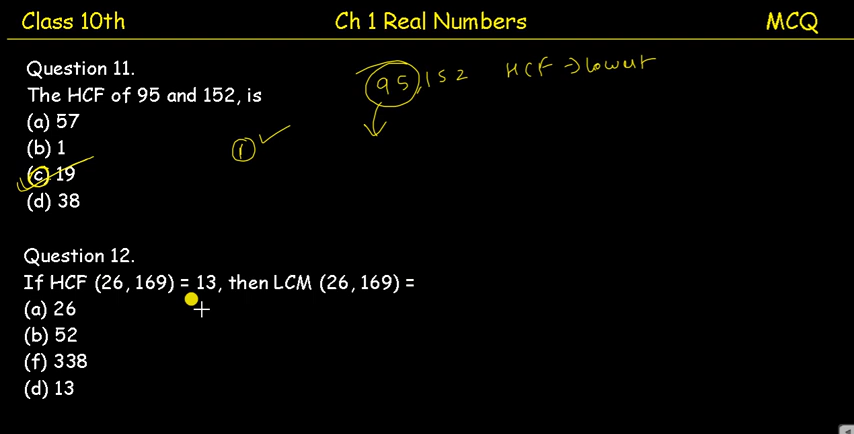 Class 10th Ch 1 Real Numbers MCQ
Question 11. 95,152 HCF → lowest
The HCF of 95 and 152, is
(a) 57
(b) 1 1
(c) 19
(d) 38
Question 12.
If HCF (26, 169) = 13, then LCM (26, 169) =
(a) 26
(b) 52
(f) 338
(d) 13